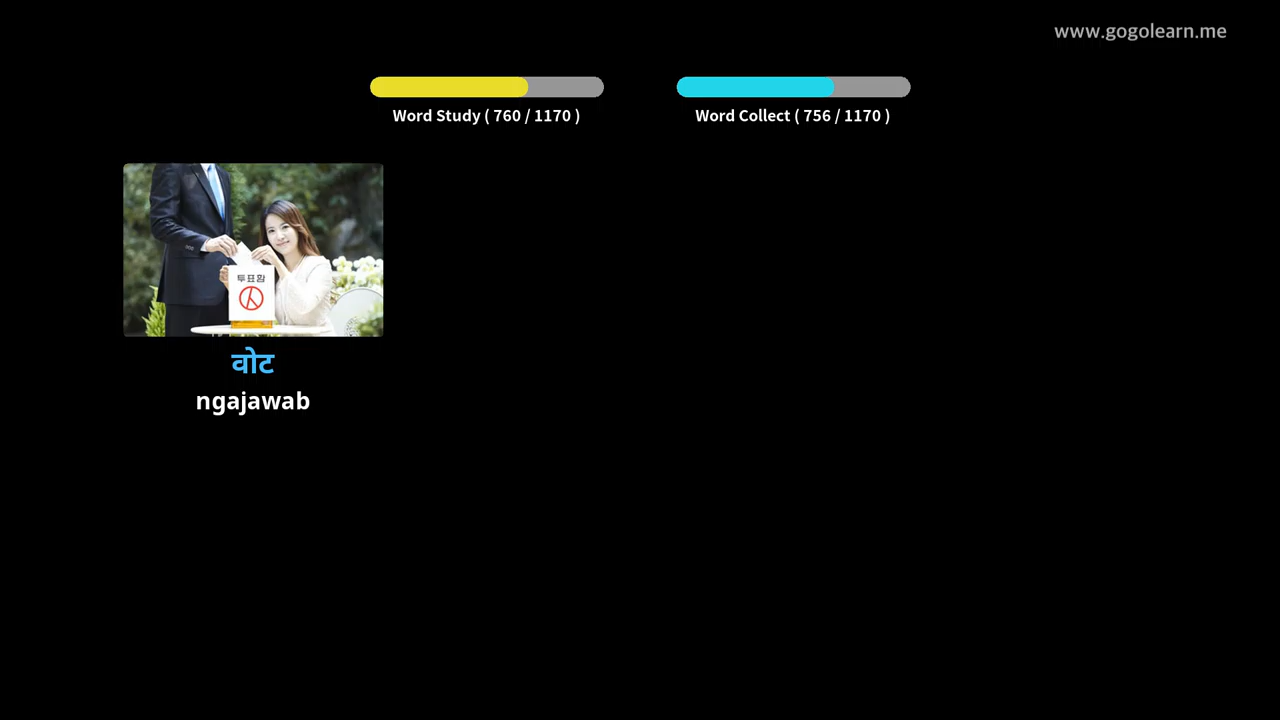 www.gogolearn.me
Word Study ( 760 / 1170 )
Word Collect ( 756 / 1170 )
투표함
वोट
ngajawab